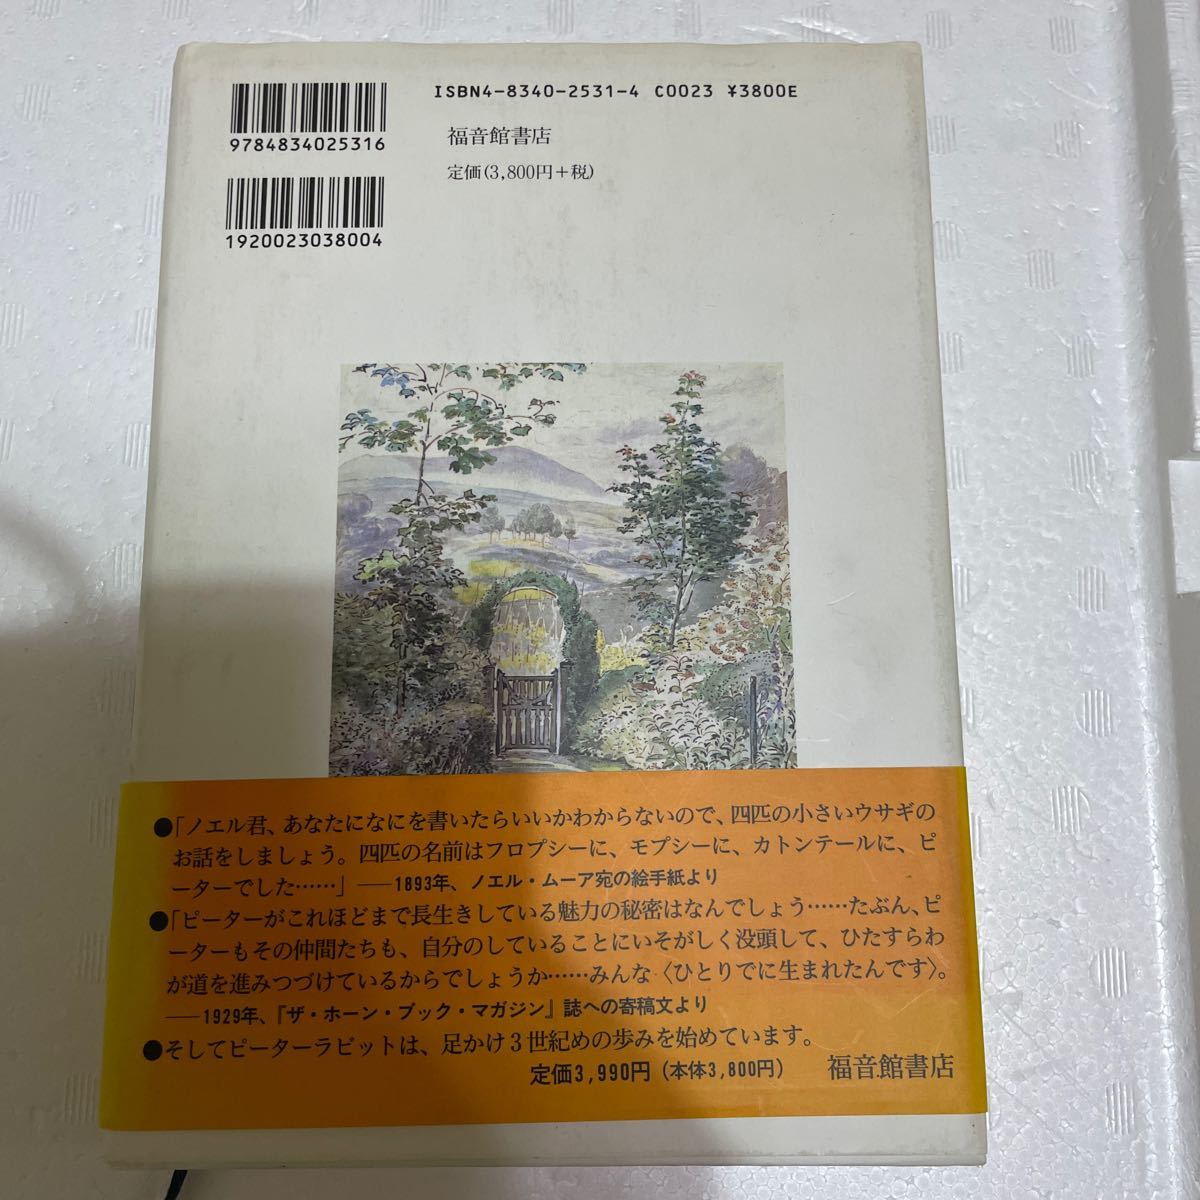 ISBN4-8340-2531-4 C0023 ¥3800E
9784834025316
福音館書店
定価(3,800円+税)
1920023038004
●「ノエル君、あなたになにを書いたらいいかわからないので、四匹の小さいウサギの
お話をしましょう。四匹の名前はフロプシーに、モプシーに、カトンテールに、ピ
ーターでした……」——1893年、ノエル・ムーア宛の絵手紙より
●「ピーターがこれほどまで長生きしている魅力の秘密はなんでしょう……たぶん、ピ
ーターもその仲間たちも、自分のしていることにいそがしく没頭して、ひたすらわ
が道を進みつづけているからでしょうか……みんな〈ひとりでに生まれたんです〉。
——1929年、『ザ・ホーン・ブック・マガジン』誌への寄稿文より
●そしてピーターラビットは、足かけ3世紀めの歩みを始めています。
定価3,990円(本体3,800円) 福音館書店